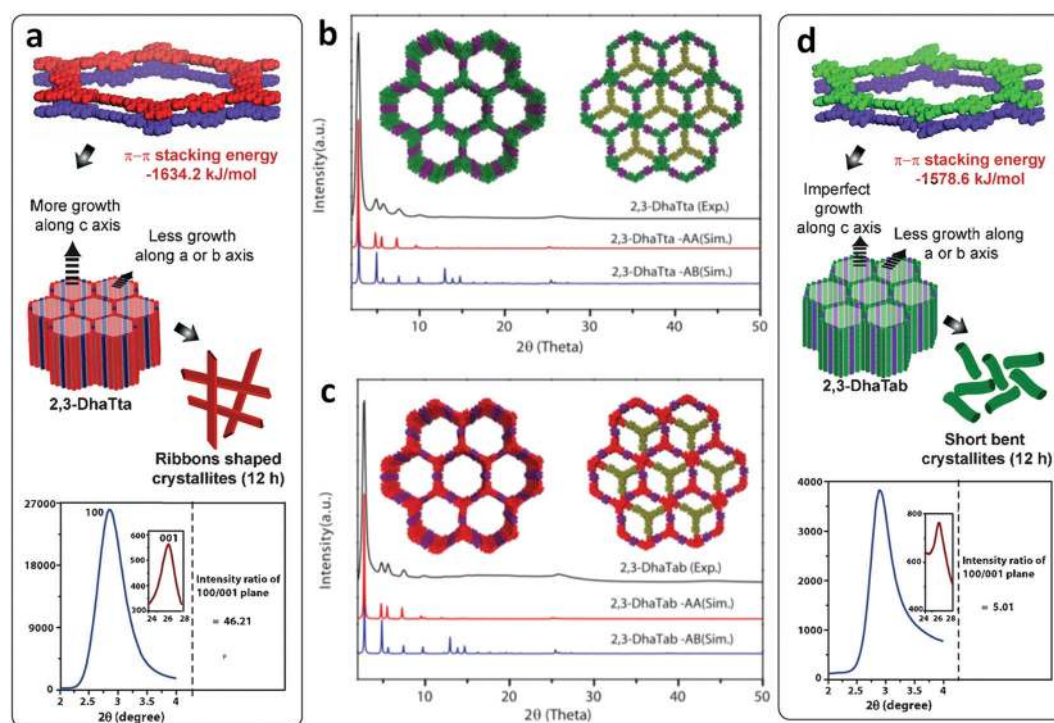 a
π–π stacking energy
-1634.2 kJ/mol
More growth
along c axis
Less growth
along a or b axis
2,3-DhaTta
Ribbons shaped
crystallites (12 h)
27000
18000
9000
0
100
600
500
400
300
001
24 26 28
Intensity ratio of
100/001 plane
= 46.21
2 2.5 3 3.5 4
2θ (degree)
b
Intensity(a.u.)
2,3-DhaTta (Exp.)
2,3-DhaTta -AA(Sim.)
2,3-DhaTta -AB(Sim.)
10 20 30 40 50
2θ (Theta)
c
Intensity(a.u.)
2,3-DhaTab (Exp.)
2,3-DhaTab -AA(Sim.)
2,3-DhaTab -AB(Sim.)
10 20 30 40 50
2θ (Theta)
d
π–π stacking energy
-1578.6 kJ/mol
Imperfect
growth
along c axis
Less growth along
a or b axis
2,3-DhaTab
Short bent
crystallites (12 h)
4000
3000
2000
1000
0
800
600
400
24 26 28
Intensity ratio of
100/001 plane
= 5.01
2 2.5 3 3.5 4
2θ (degree)